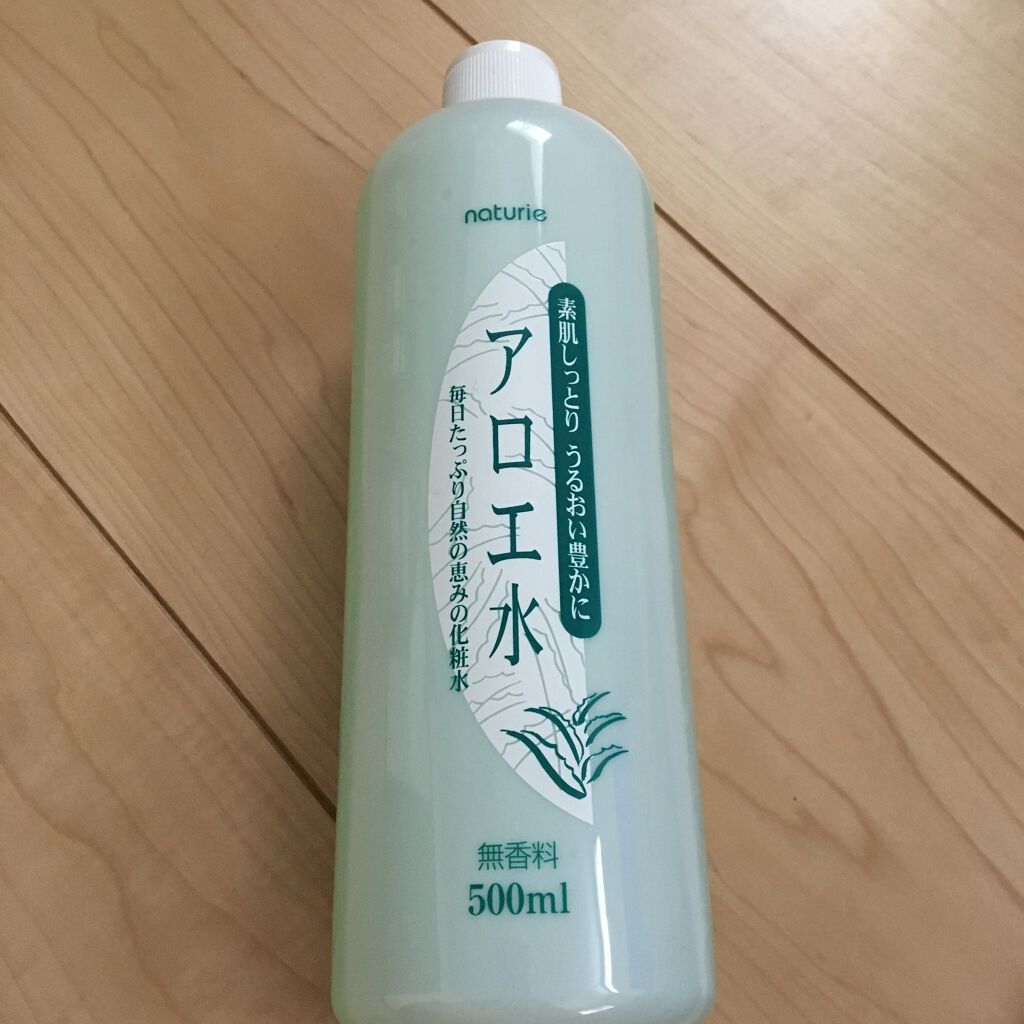 naturie
素肌しっとり うるおい豊かに
アロエ水
毎日たっぷり自然の恵みの化粧水
無香料
500ml